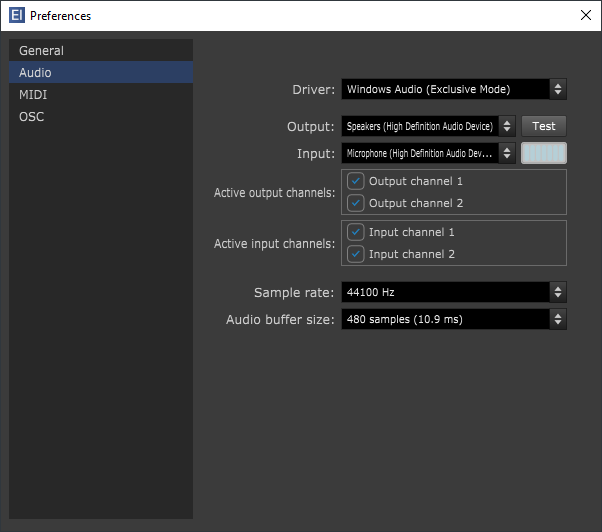 EI Preferences
General
Audio
MIDI
OSC
Driver: Windows Audio (Exclusive Mode)
Output: Speakers (High Definition Audio Device) Test
Input: Microphone (High Definition Audio Dev...
Active output channels: Output channel 1
Output channel 2
Active input channels: Input channel 1
Input channel 2
Sample rate: 44100 Hz
Audio buffer size: 480 samples (10.9 ms)